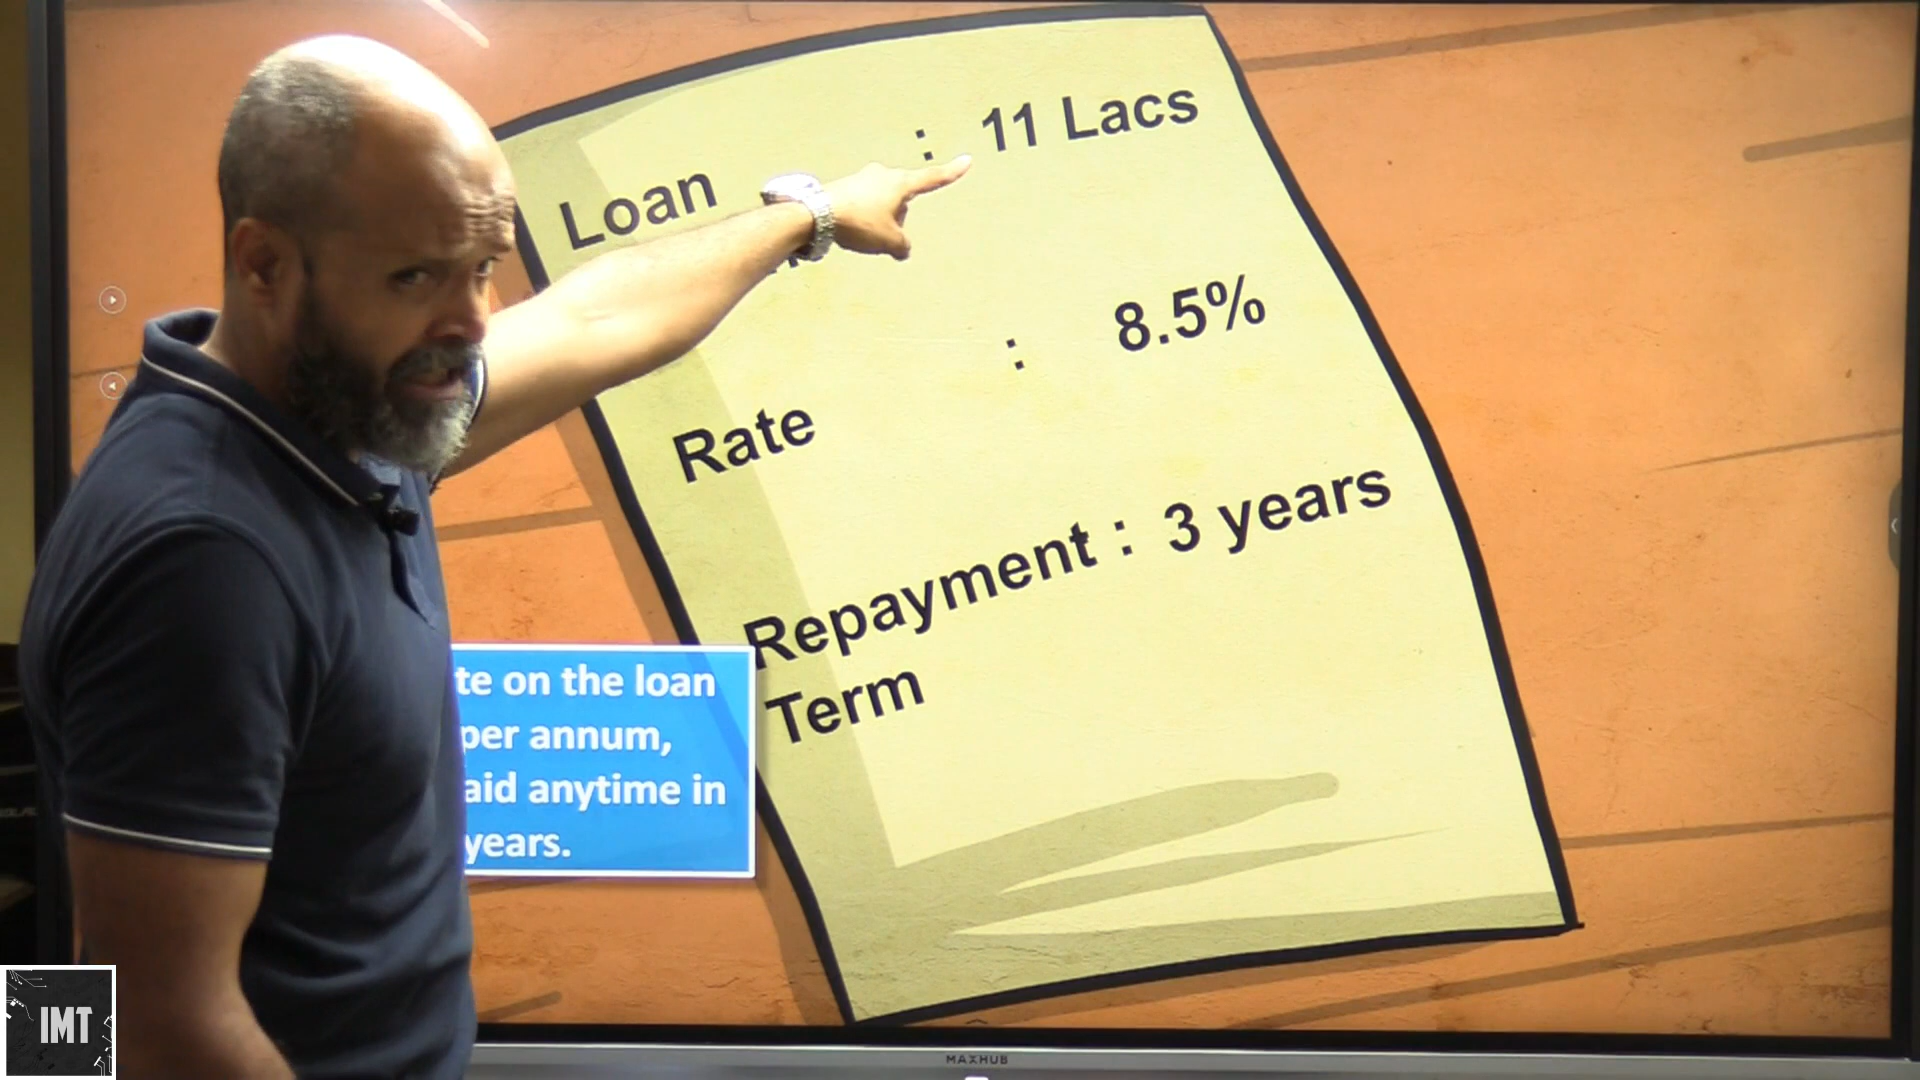 Loan : 11 Lacs
Rate : 8.5%
Repayment : 3 years
Term
te on the loan
per annum,
aid anytime in
years.
MAXHUB
IMT